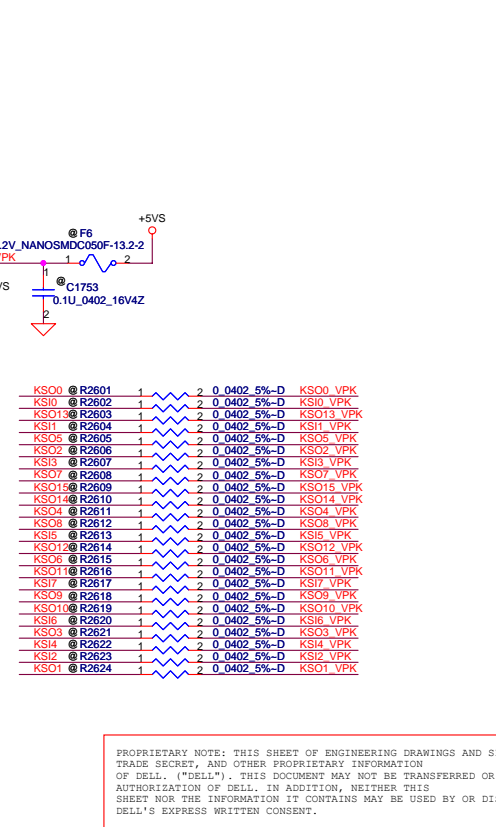 +5VS
@ F6
.2V_NANOSMDC050F-13.2-2
VPK
1 2
1
VS
@ C1753
0.1U_0402_16V4Z
2
KSO0 @ R2601 1 2 0_0402_5%~D KSO0_VPK
KSI0 @ R2602 1 2 0_0402_5%~D KSI0_VPK
KSO13 @ R2603 1 2 0_0402_5%~D KSO13_VPK
KSI1 @ R2604 1 2 0_0402_5%~D KSI1_VPK
KSO5 @ R2605 1 2 0_0402_5%~D KSO5_VPK
KSO2 @ R2606 1 2 0_0402_5%~D KSO2_VPK
KSI3 @ R2607 1 2 0_0402_5%~D KSI3_VPK
KSO7 @ R2608 1 2 0_0402_5%~D KSO7_VPK
KSO15 @ R2609 1 2 0_0402_5%~D KSO15_VPK
KSO14 @ R2610 1 2 0_0402_5%~D KSO14_VPK
KSO4 @ R2611 1 2 0_0402_5%~D KSO4_VPK
KSO8 @ R2612 1 2 0_0402_5%~D KSO8_VPK
KSI5 @ R2613 1 2 0_0402_5%~D KSI5_VPK
KSO12 @ R2614 1 2 0_0402_5%~D KSO12_VPK
KSO6 @ R2615 1 2 0_0402_5%~D KSO6_VPK
KSO11 @ R2616 1 2 0_0402_5%~D KSO11_VPK
KSI7 @ R2617 1 2 0_0402_5%~D KSI7_VPK
KSO9 @ R2618 1 2 0_0402_5%~D KSO9_VPK
KSO10 @ R2619 1 2 0_0402_5%~D KSO10_VPK
KSI6 @ R2620 1 2 0_0402_5%~D KSI6_VPK
KSO3 @ R2621 1 2 0_0402_5%~D KSO3_VPK
KSI4 @ R2622 1 2 0_0402_5%~D KSI4_VPK
KSI2 @ R2623 1 2 0_0402_5%~D KSI2_VPK
KSO1 @ R2624 1 2 0_0402_5%~D KSO1_VPK
PROPRIETARY NOTE: THIS SHEET OF ENGINEERING DRAWINGS AND S
TRADE SECRET, AND OTHER PROPRIETARY INFORMATION
OF DELL. ("DELL"). THIS DOCUMENT MAY NOT BE TRANSFERRED OR
AUTHORIZATION OF DELL. IN ADDITION, NEITHER THIS
SHEET NOR THE INFORMATION IT CONTAINS MAY BE USED BY OR DI
DELL'S EXPRESS WRITTEN CONSENT.